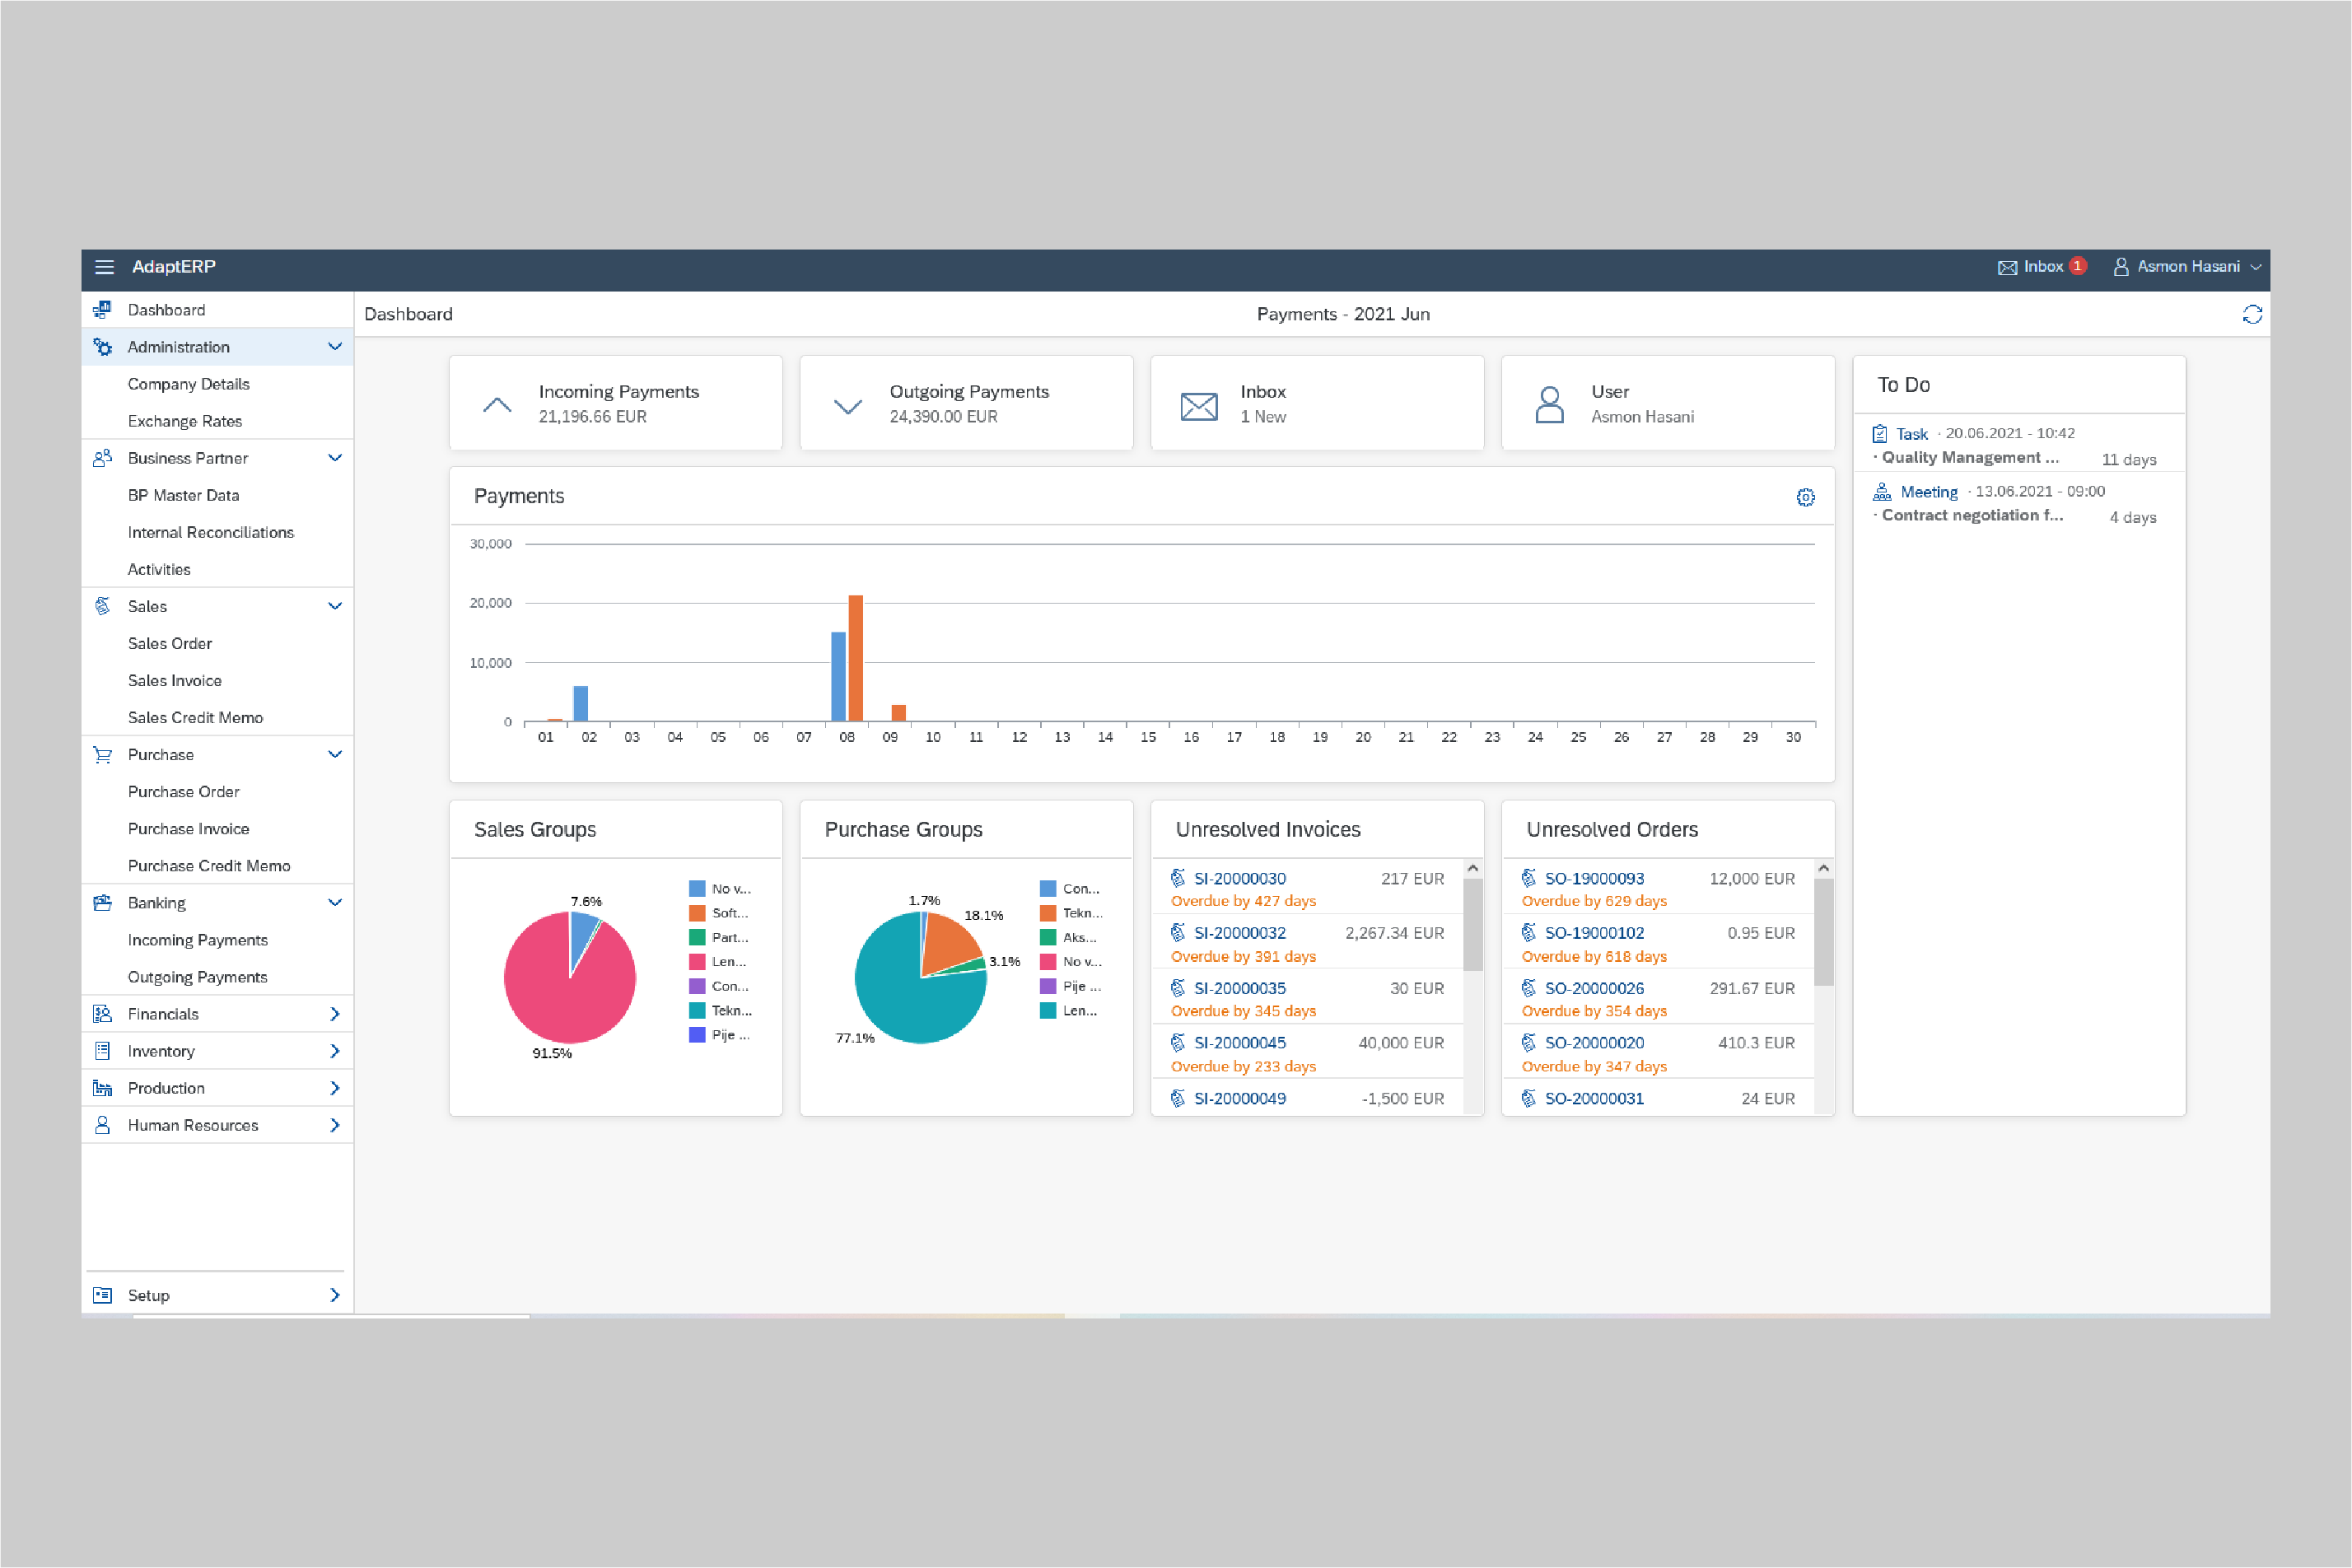 AdaptERP
Inbox 1
Asmon Hasani
Dashboard
Administration
Company Details
Exchange Rates
Business Partner
BP Master Data
Internal Reconciliations
Activities
Sales
Sales Order
Sales Invoice
Sales Credit Memo
Purchase
Purchase Order
Purchase Invoice
Purchase Credit Memo
Banking
Incoming Payments
Outgoing Payments
Financials
Inventory
Production
Human Resources
Setup
Dashboard
Payments - 2021 Jun
Incoming Payments
21,196.66 EUR
Outgoing Payments
24,390.00 EUR
Inbox
1 New
User
Asmon Hasani
Payments
30,000
20,000
10,000
0
01 02 03 04 05 06 07 08 09 10 11 12 13 14 15 16 17 18 19 20 21 22 23 24 25 26 27 28 29 30
Sales Groups
7.6%
91.5%
No v...
Soft...
Part...
Len...
Con...
Tekn...
Pije ...
Purchase Groups
1.7%
18.1%
3.1%
77.1%
Con...
Tekn...
Aks...
No v...
Pije ...
Len...
Unresolved Invoices
SI-20000030 217 EUR
Overdue by 427 days
SI-20000032 2,267.34 EUR
Overdue by 391 days
SI-20000035 30 EUR
Overdue by 345 days
SI-20000045 40,000 EUR
Overdue by 233 days
SI-20000049 -1,500 EUR
Unresolved Orders
SO-19000093 12,000 EUR
Overdue by 629 days
SO-19000102 0.95 EUR
Overdue by 618 days
SO-20000026 291.67 EUR
Overdue by 354 days
SO-20000020 410.3 EUR
Overdue by 347 days
SO-20000031 24 EUR
To Do
Task · 20.06.2021 - 10:42
· Quality Management ... 11 days
Meeting · 13.06.2021 - 09:00
· Contract negotiation f... 4 days